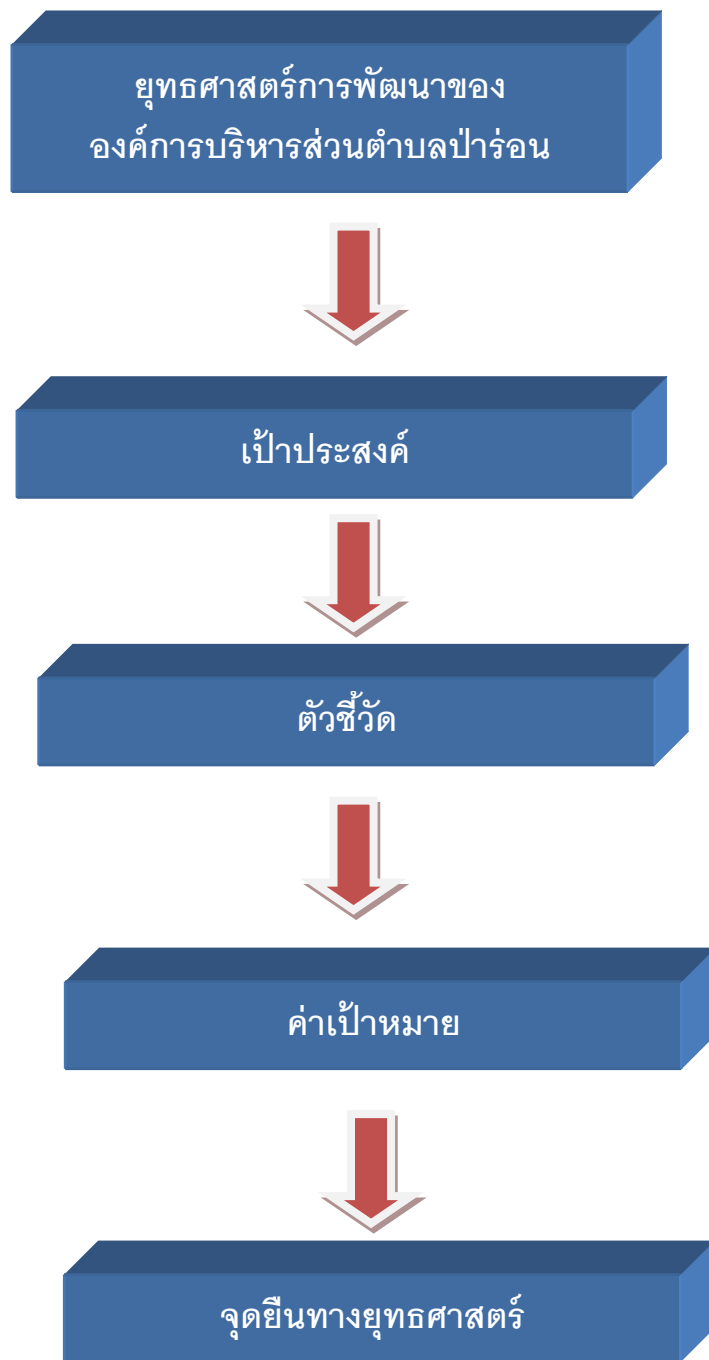 ยุทธศาสตร์การพัฒนาของ
องค์การบริหารส่วนตำบลป่าร่อน
เป้าประสงค์
ตัวชี้วัด
ค่าเป้าหมาย
จุดยืนทางยุทธศาสตร์